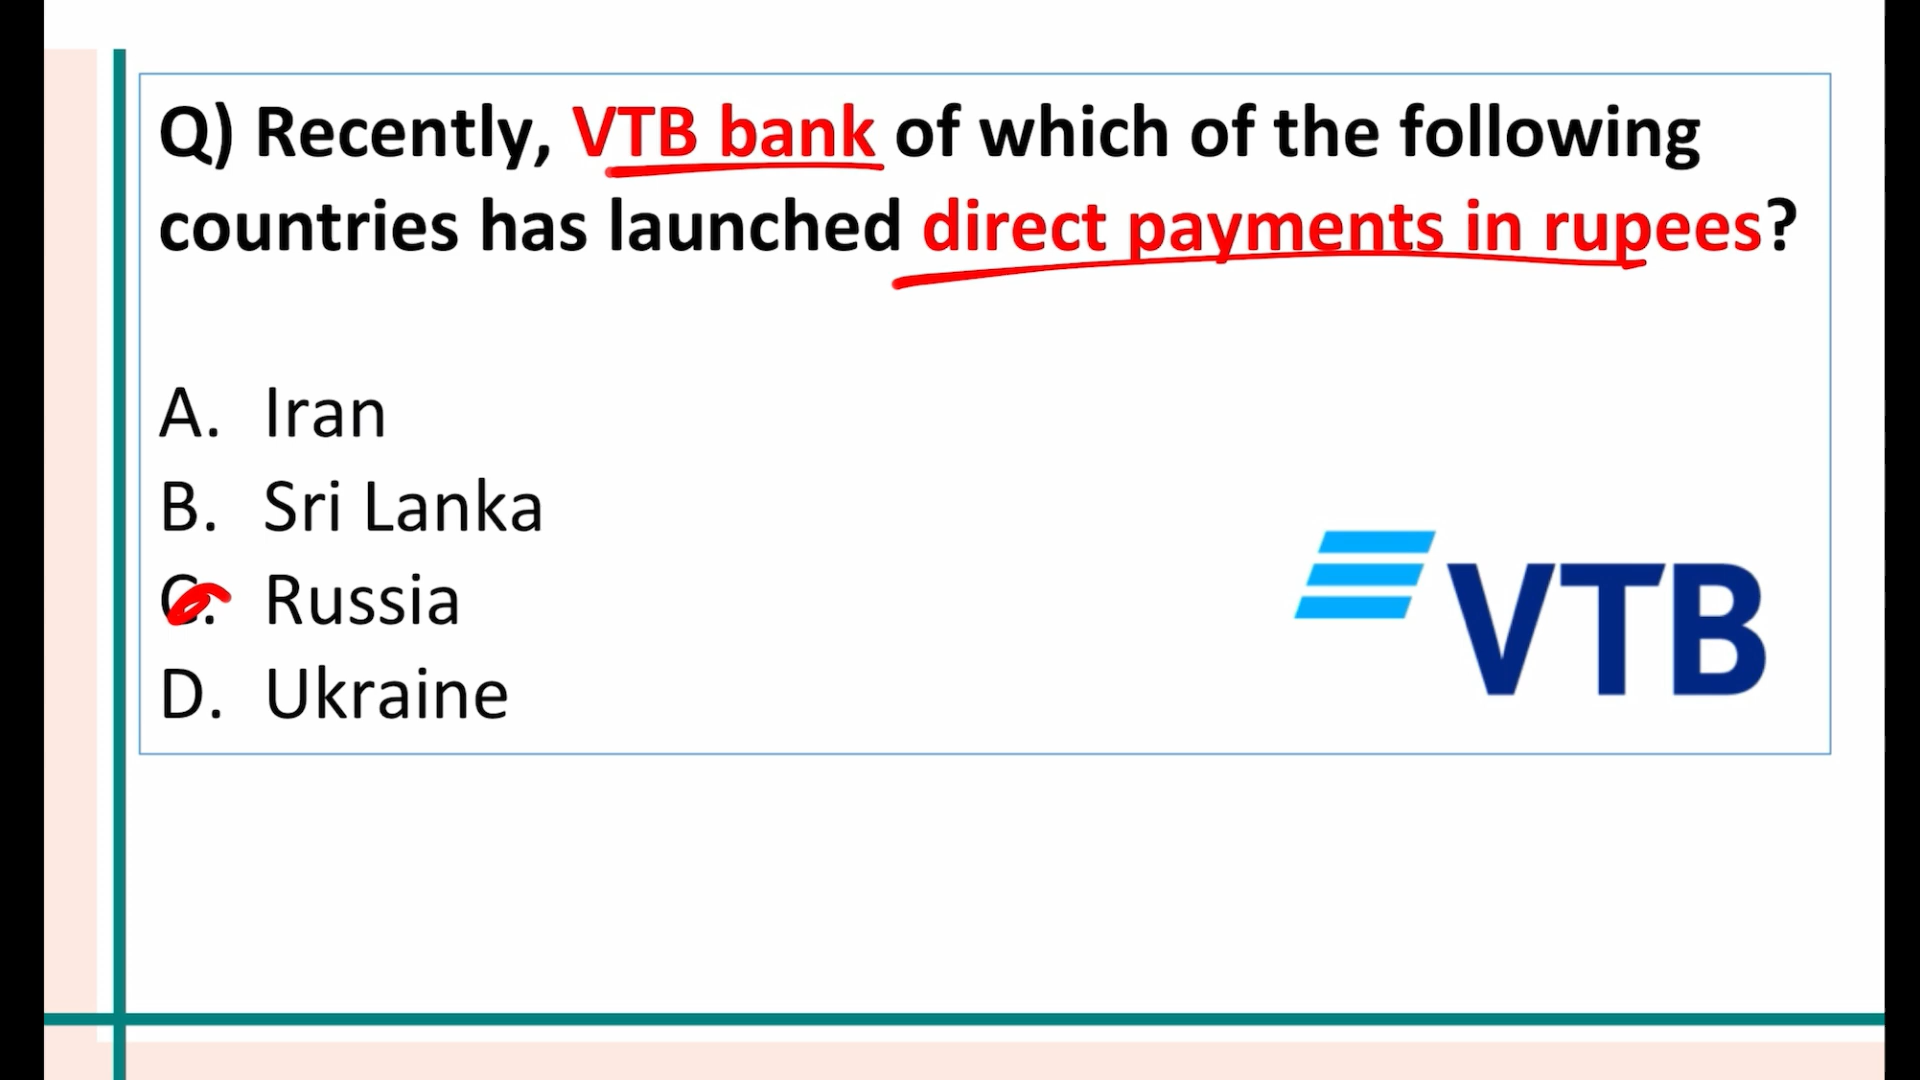 Q) Recently, VTB bank of which of the following
countries has launched direct payments in rupees?
A. Iran
B. Sri Lanka
C. Russia
D. Ukraine
VTB